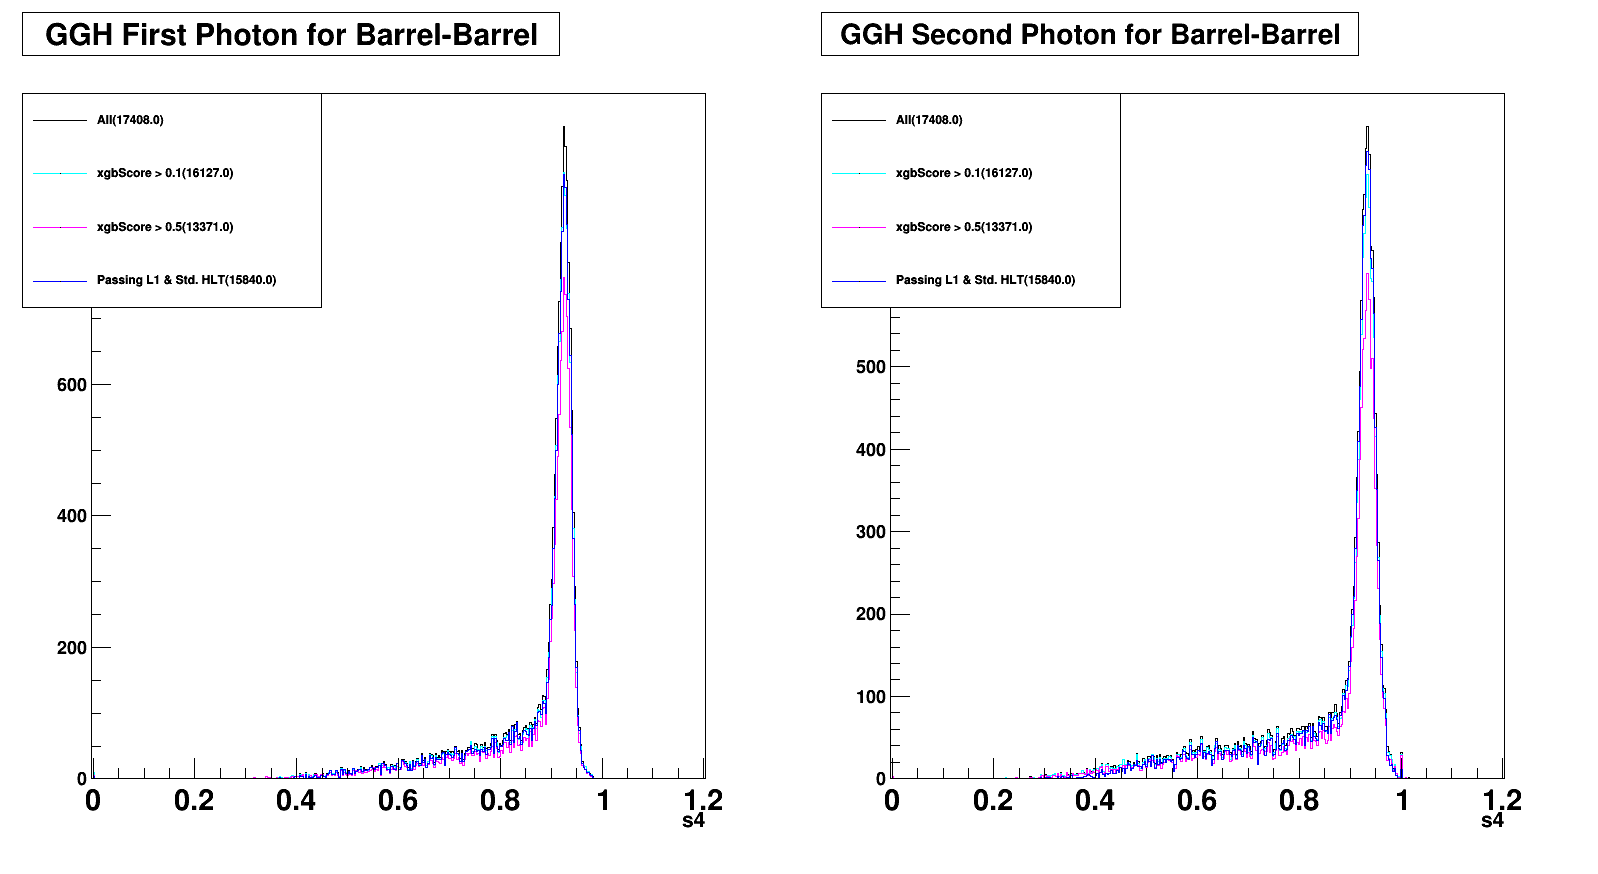 GGH First Photon for Barrel-Barrel
All(17408.0)
xgbScore > 0.1(16127.0)
xgbScore > 0.5(13371.0)
Passing L1 & Std. HLT(15840.0)
600
400
200
0
0 0.2 0.4 0.6 0.8 1 1.2
s4
GGH Second Photon for Barrel-Barrel
All(17408.0)
xgbScore > 0.1(16127.0)
xgbScore > 0.5(13371.0)
Passing L1 & Std. HLT(15840.0)
500
400
300
200
100
0
0 0.2 0.4 0.6 0.8 1 1.2
s4